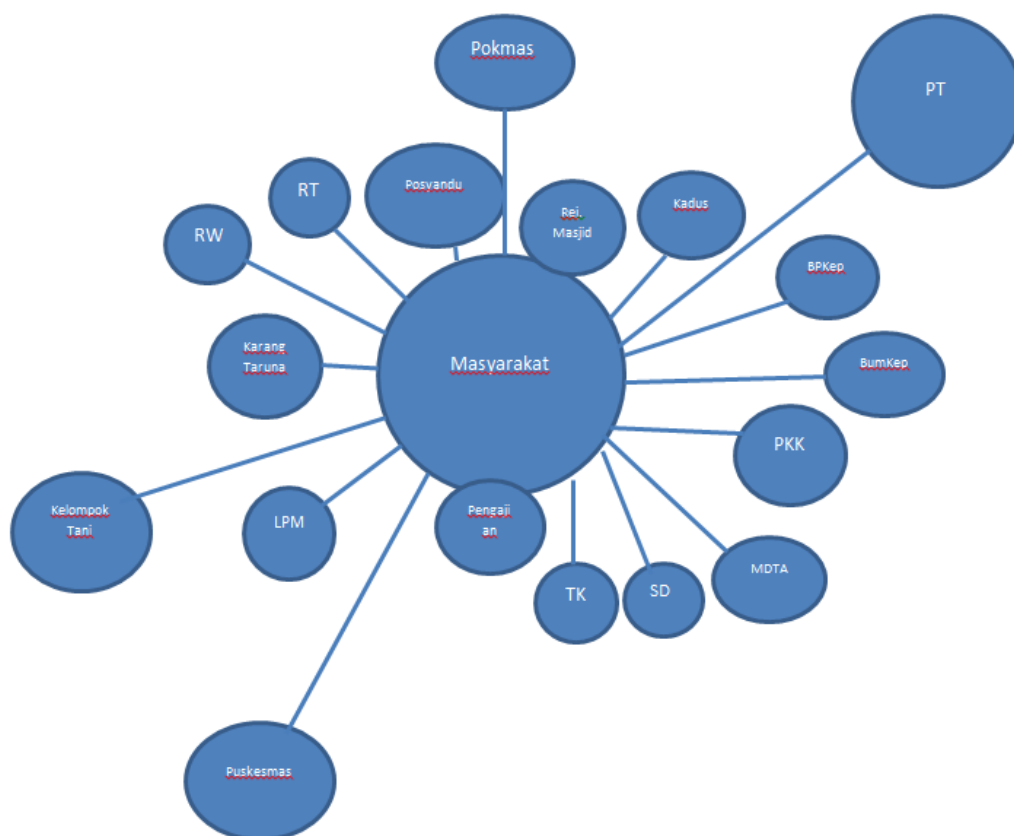 Pokmas
PT
RT
Posyandu
Rej.
Masjid
Kadus
RW
BPKep
Karang
Taruna
Masyarakat
BumKep
PKK
Kelompok
Tani
LPM
Pengaji
an
TK
SD
MDTA
Puskesmas